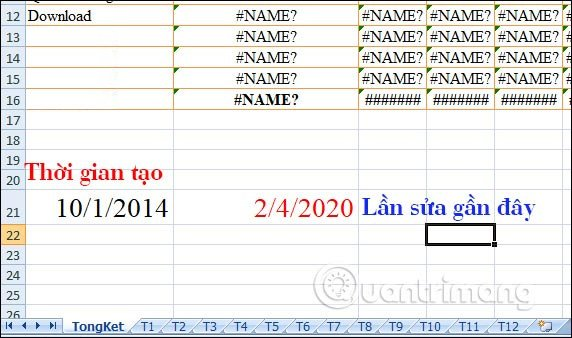 12 Download #NAME? #NAME? #NAME? #NAME?
13 #NAME? #NAME? #NAME? #NAME?
14 #NAME? #NAME? #NAME? #NAME?
15 #NAME? #NAME? #NAME? #NAME?
16 #NAME? ####### ####### #######
17
18
19
20 Thời gian tạo
21 10/1/2014 2/4/2020 Lần sửa gần đây
22
23
24
25
26
Quantrimang
TongKet T1 T2 T3 T4 T5 T6 T7 T8 T9 T10 T11 T12